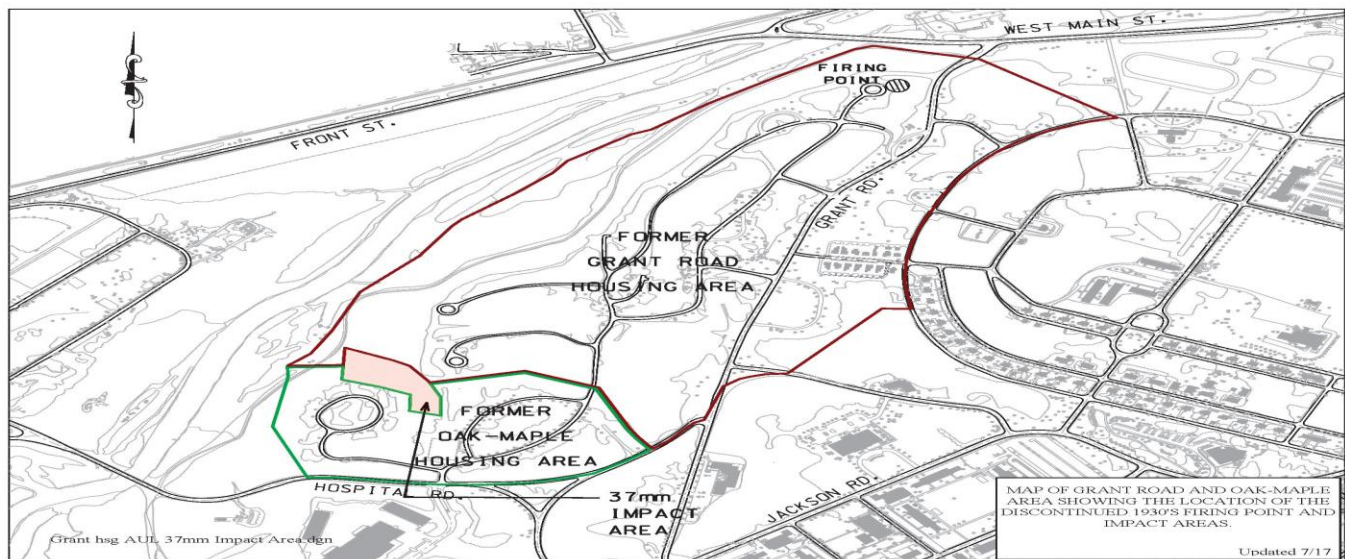 WEST MAIN ST.
FIRING
POINT
FRONT ST.
GRANT RD.
FORMER
GRANT ROAD
HOUSING AREA
FORMER
OAK-MAPLE
HOUSING AREA
HOSPITAL RD.
37mm
IMPACT
AREA
JACKSON RD.
MAP OF GRANT ROAD AND OAK-MAPLE
AREA SHOWING THE LOCATION OF THE
DISCONTINUED 1930'S FIRING POINT AND
IMPACT AREAS.
Updated 7/17
Grant hsg AUL 37mm Impact Area.dgn